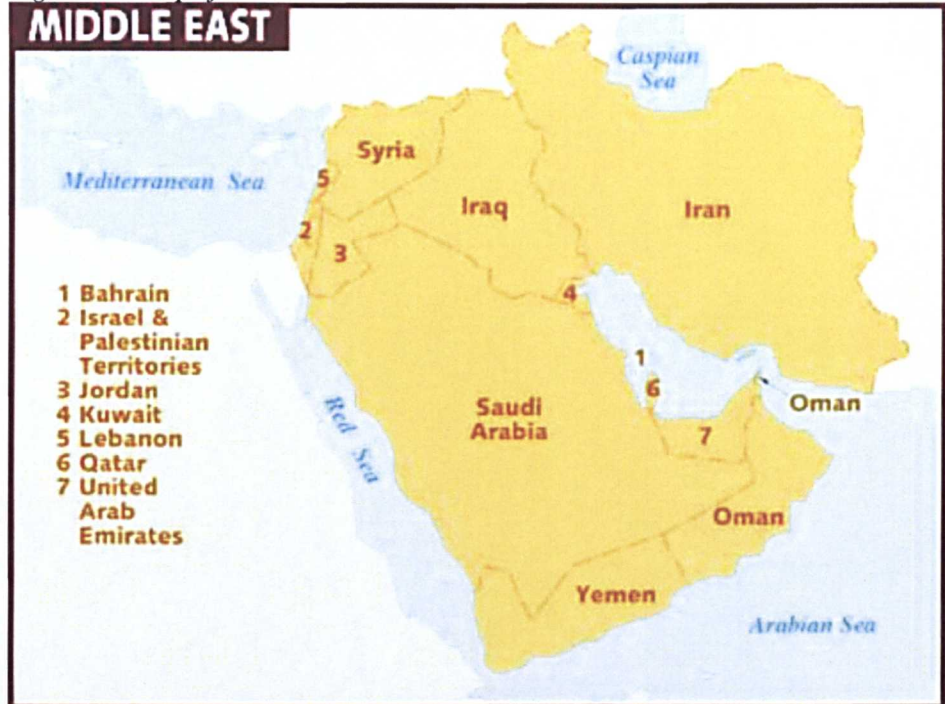 MIDDLE EAST
Caspian
Sea
Syria
Mediterranean Sea
5
Iraq
Iran
2
3
4
1 Bahrain
2 Israel &
Palestinian
Territories
3 Jordan
4 Kuwait
5 Lebanon
6 Qatar
7 United
Arab
Emirates
1
6
Oman
Saudi
Arabia
Red Sea
7
Oman
Yemen
Arabian Sea